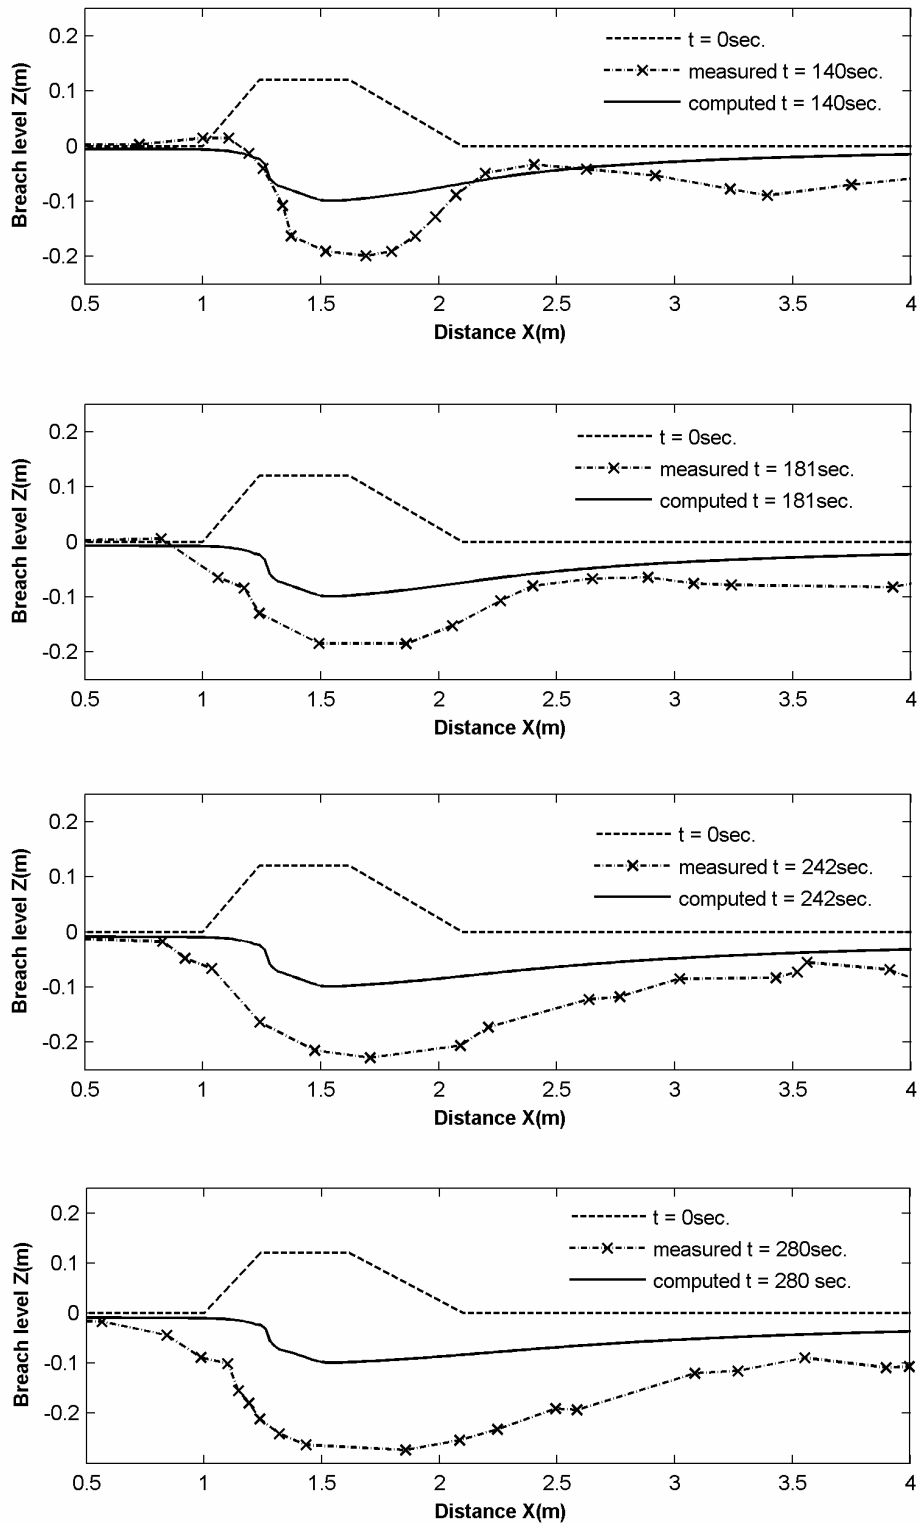 0.2
0.1
0
-0.1
-0.2
Breach level Z(m)
t = 0sec.
measured t = 140sec.
computed t = 140sec.
0.5 1 1.5 2 2.5 3 3.5 4
Distance X(m)
0.2
0.1
0
-0.1
-0.2
Breach level Z(m)
t = 0sec.
measured t = 181sec.
computed t = 181sec.
0.5 1 1.5 2 2.5 3 3.5 4
Distance X(m)
0.2
0.1
0
-0.1
-0.2
Breach level Z(m)
t = 0sec.
measured t = 242sec.
computed t = 242sec.
0.5 1 1.5 2 2.5 3 3.5 4
Distance X(m)
0.2
0.1
0
-0.1
-0.2
Breach level Z(m)
t = 0sec.
measured t = 280sec.
computed t = 280 sec.
0.5 1 1.5 2 2.5 3 3.5 4
Distance X(m)